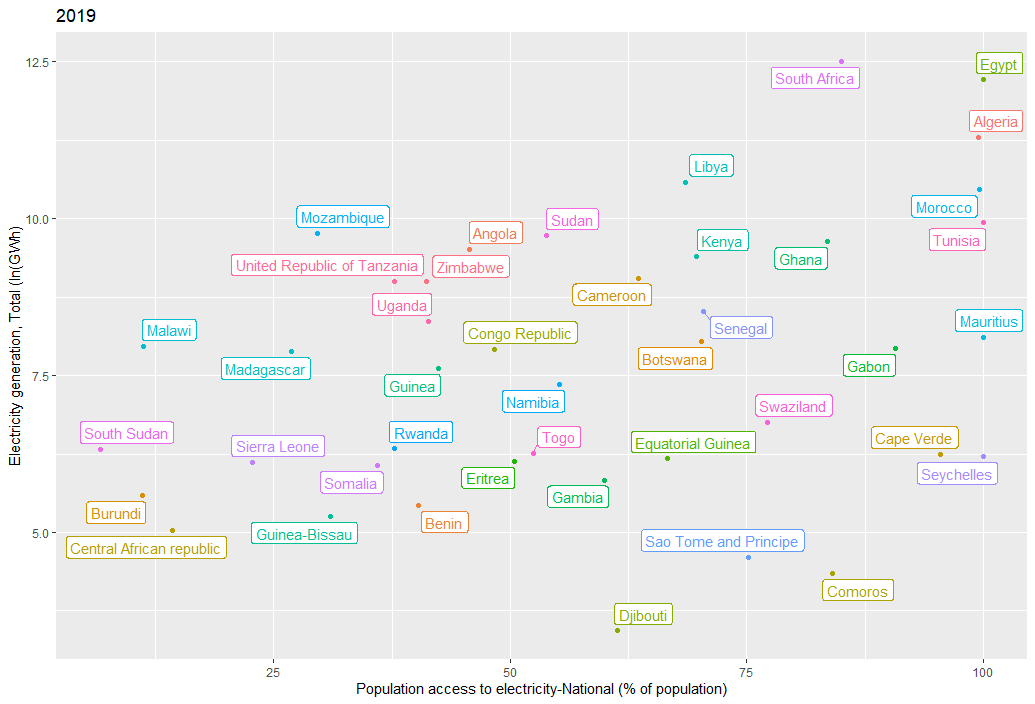 2019
12.5
10.0
7.5
5.0
Electricity generation, Total (ln(GWh)
Egypt
South Africa
Algeria
Libya
Morocco
Mozambique
Sudan
Angola
Kenya
Tunisia
Ghana
United Republic of Tanzania
Zimbabwe
Cameroon
Uganda
Mauritius
Senegal
Malawi
Congo Republic
Botswana
Gabon
Madagascar
Guinea
Namibia
Swaziland
South Sudan
Rwanda
Togo
Cape Verde
Equatorial Guinea
Sierra Leone
Seychelles
Eritrea
Somalia
Gambia
Burundi
Benin
Guinea-Bissau
Sao Tome and Principe
Central African republic
Comoros
Djibouti
25
50
75
100
Population access to electricity-National (% of population)